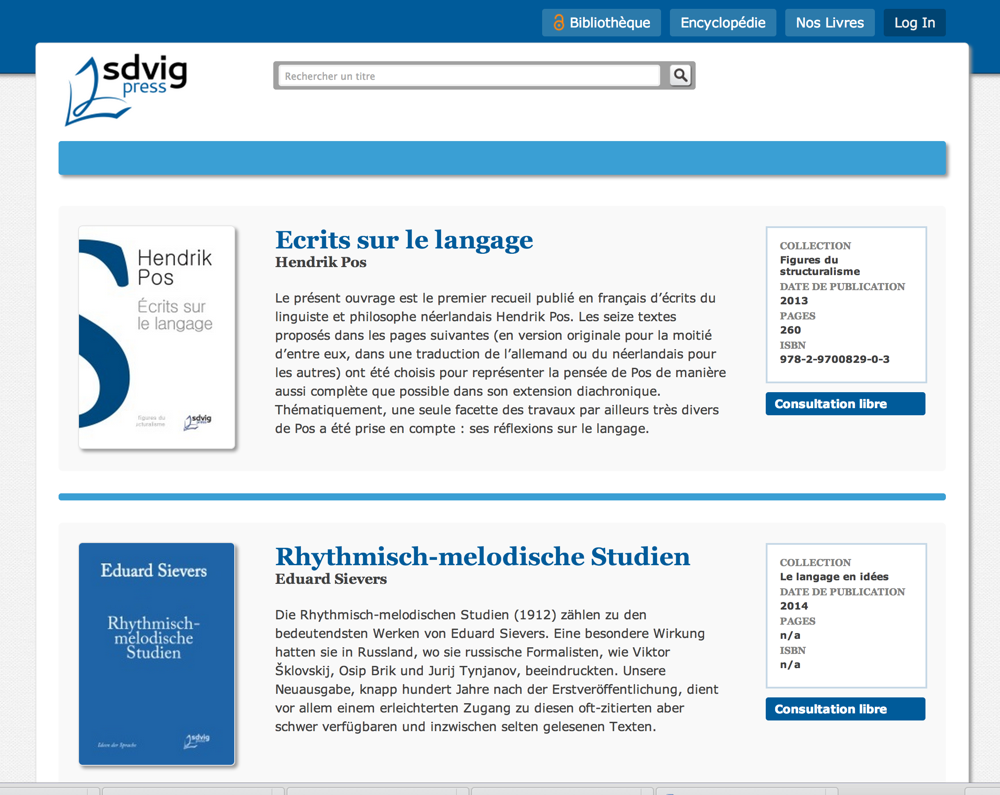 Bibliothèque
Encyclopédie
Nos Livres
Log In
sdvig
press
Rechercher un titre
Hendrik
Pos
Écrits sur
le langage
figures du
ucturalisme
sdvig
press
Ecrits sur le langage
Hendrik Pos
Le présent ouvrage est le premier recueil publié en français d’écrits du
linguiste et philosophe néerlandais Hendrik Pos. Les seize textes
proposés dans les pages suivantes (en version originale pour la moitié
d’entre eux, dans une traduction de l’allemand ou du néerlandais pour
les autres) ont été choisis pour représenter la pensée de Pos de manière
aussi complète que possible dans son extension diachronique.
Thématiquement, une seule facette des travaux par ailleurs très divers
de Pos a été prise en compte : ses réflexions sur le langage.
COLLECTION
Figures du
structuralisme
DATE DE PUBLICATION
2013
PAGES
260
ISBN
978-2-9700829-0-3
Consultation libre
Eduard Sievers
Rhythmisch-
melodische
Studien
Ideen der Sprache
sdvig
press
Rhythmisch-melodische Studien
Eduard Sievers
Die Rhythmisch-melodischen Studien (1912) zählen zu den
bedeutendsten Werken von Eduard Sievers. Eine besondere Wirkung
hatten sie in Russland, wo sie russische Formalisten, wie Viktor
Šklovskij, Osip Brik und Jurij Tynjanov, beeindruckten. Unsere
Neuausgabe, knapp hundert Jahre nach der Erstveröffentlichung, dient
vor allem einem erleichterten Zugang zu diesen oft-zitierten aber
schwer verfügbaren und inzwischen selten gelesenen Texten.
COLLECTION
Le langage en idées
DATE DE PUBLICATION
2014
PAGES
n/a
ISBN
n/a
Consultation libre